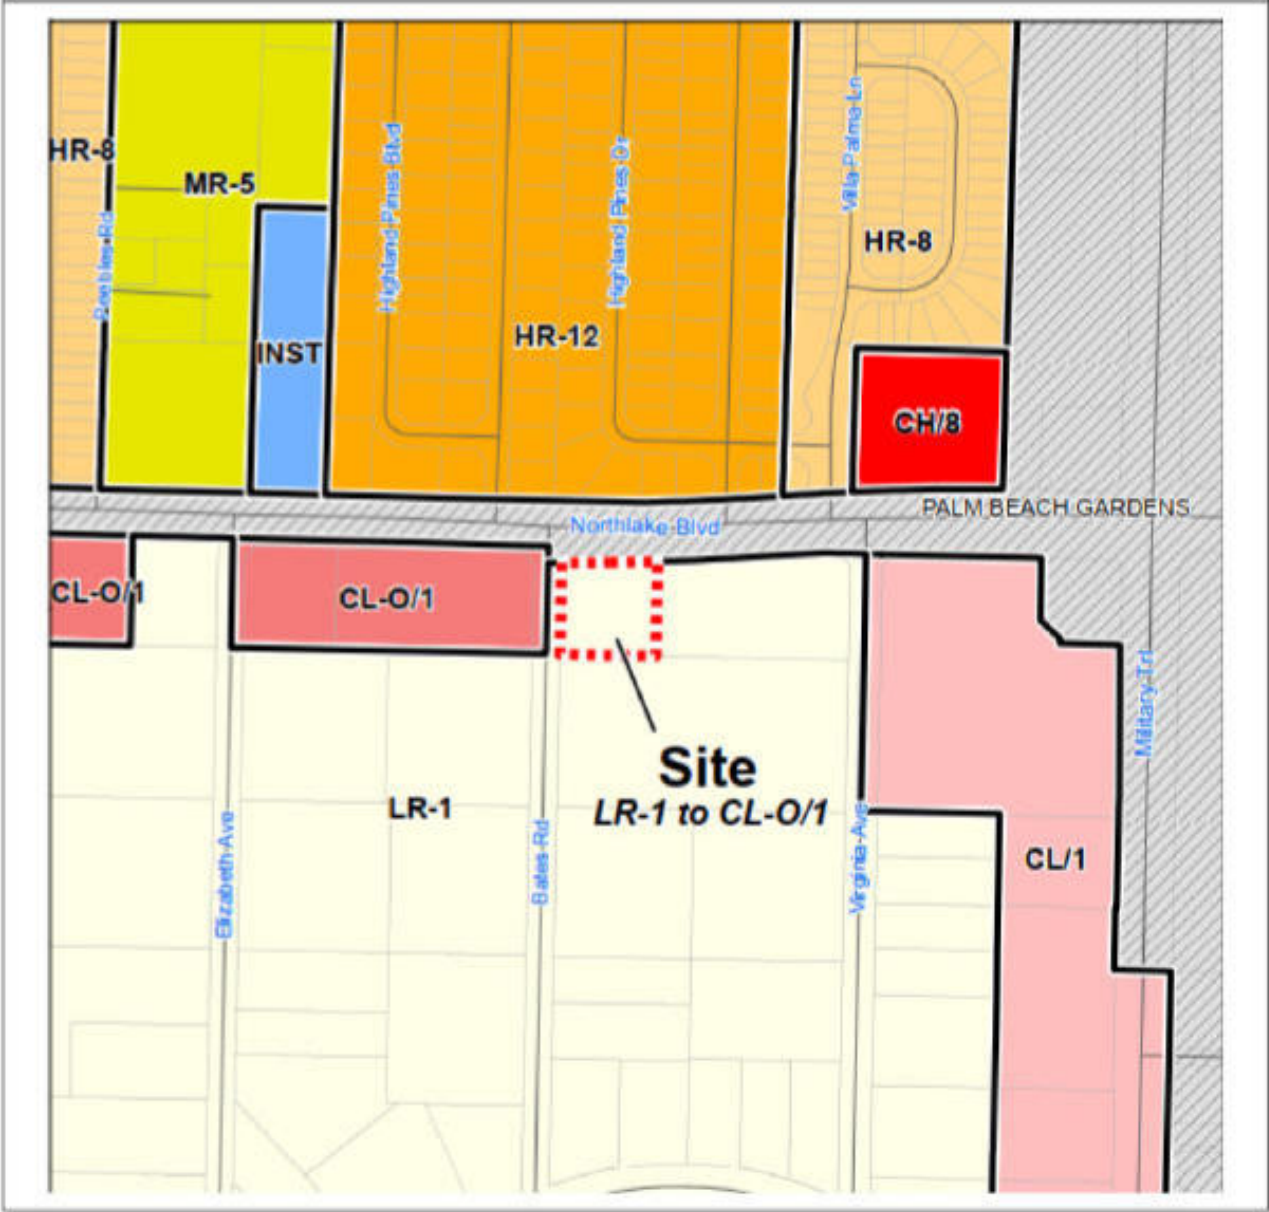 HR-8
MR-5
Peebles Rd
INST
Highland Pines Blvd
Highland Pines Dr
HR-12
Villa Palma Ln
HR-8
CH/8
PALM BEACH GARDENS
Northlake Blvd
CL-O/1
CL-O/1
Site
LR-1 to CL-O/1
LR-1
Elizabeth Ave
Bates Rd
Virginia Ave
CL/1
Military Trl